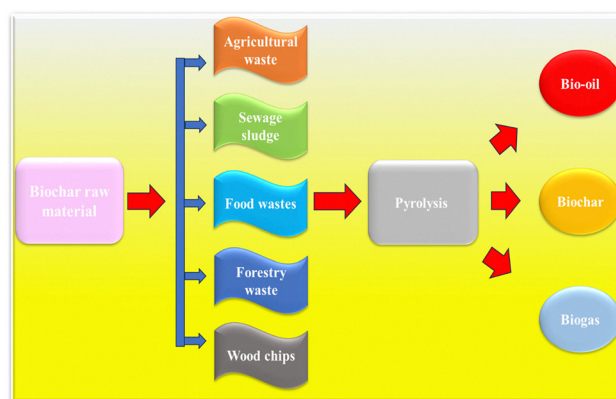 Biochar raw
material
Agricultural
waste
Sewage
sludge
Food wastes
Forestry
waste
Wood chips
Pyrolysis
Bio-oil
Biochar
Biogas